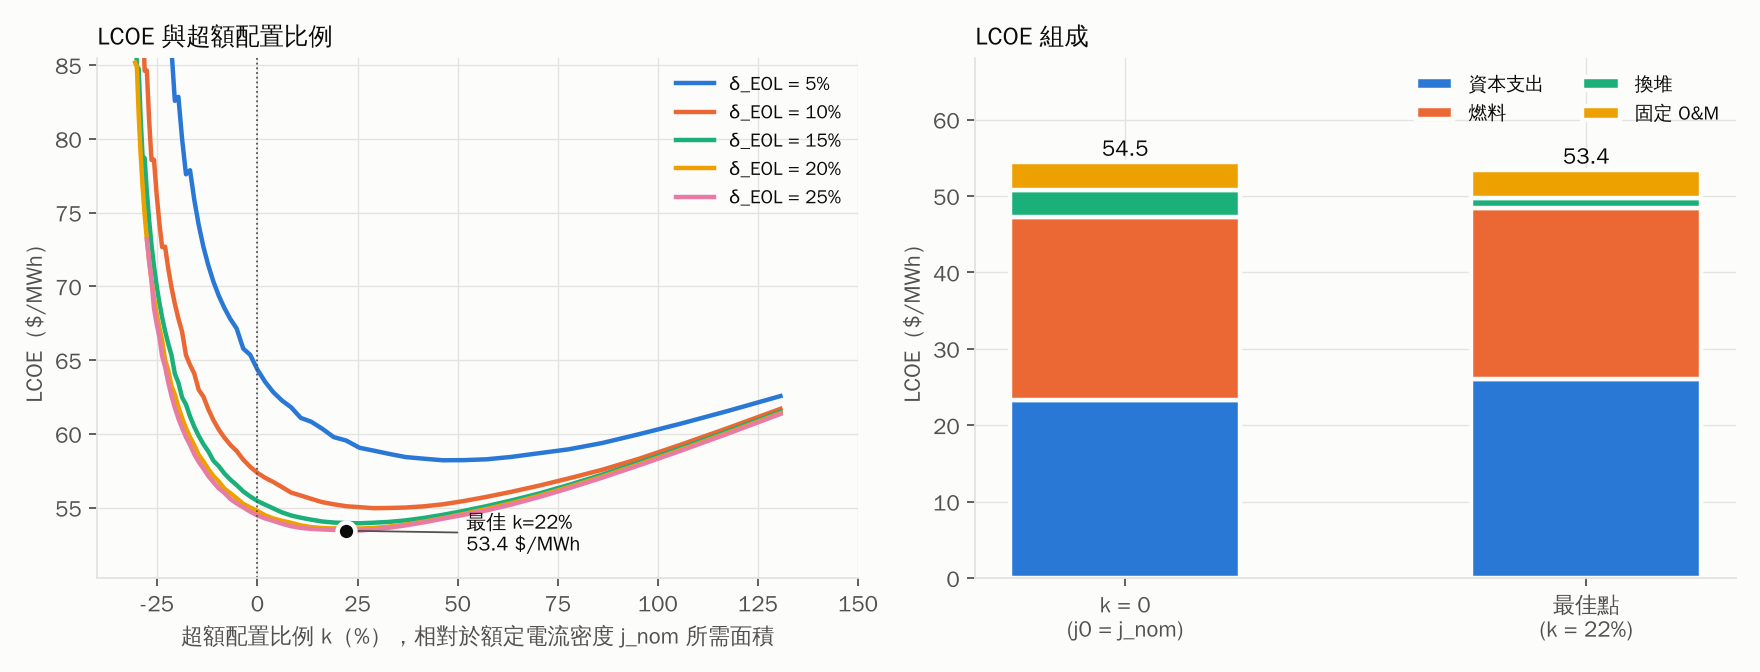 LCOE 與超額配置比例
85
80
75
70
65
60
55
LCOE（$/MWh）
δ_EOL = 5%
δ_EOL = 10%
δ_EOL = 15%
δ_EOL = 20%
δ_EOL = 25%
最佳 k=22%
53.4 $/MWh
-25 0 25 50 75 100 125 150
超額配置比例 k（%），相對於額定電流密度 j_nom 所需面積
LCOE 組成
資本支出 換堆
燃料 固定 O&M
60
50
40
30
20
10
0
LCOE（$/MWh）
54.5
53.4
k = 0
(j0 = j_nom)
最佳點
(k = 22%)